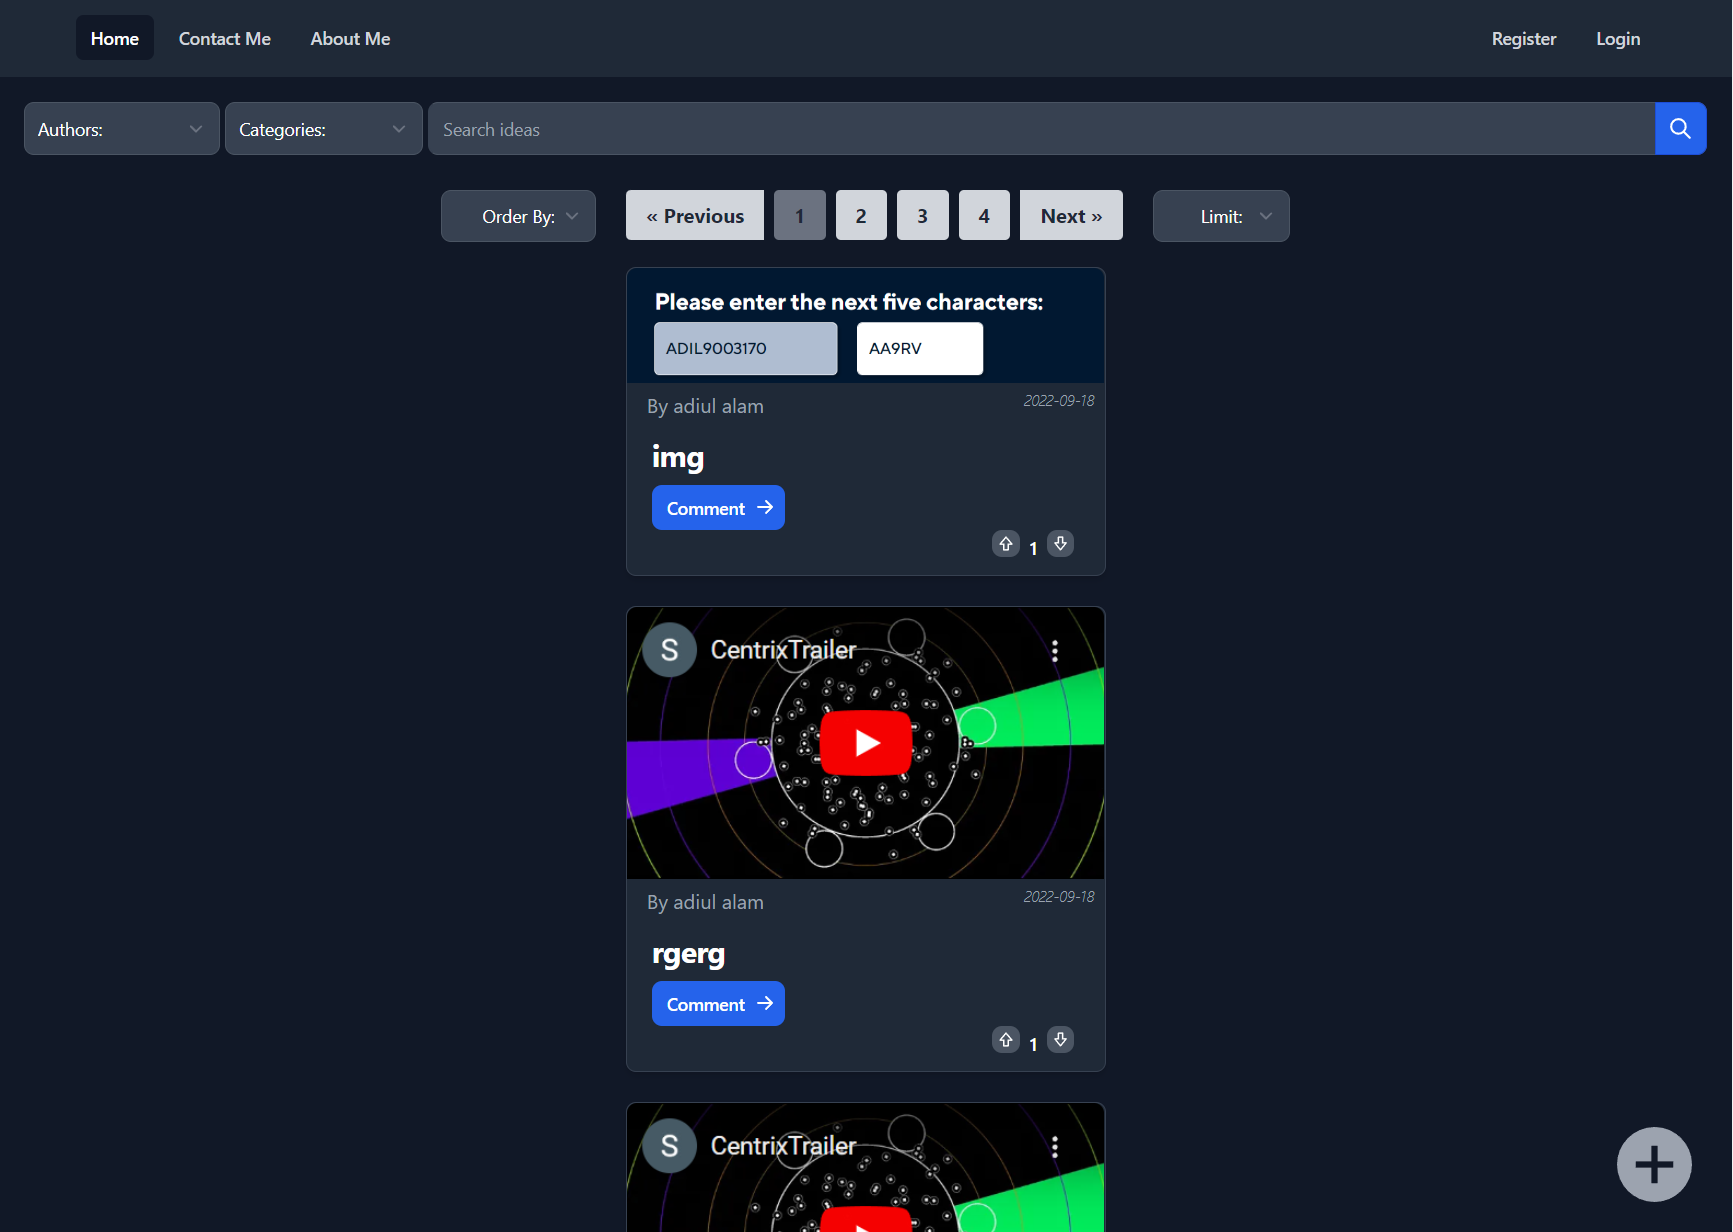 Home Contact Me About Me Register Login
Authors: Categories: Search ideas
Order By: « Previous 1 2 3 4 Next » Limit:
Please enter the next five characters:
ADIL9003170 AA9RV
By adiul alam 2022-09-18
img
Comment
1
S CentrixTrailer
By adiul alam 2022-09-18
rgerg
Comment
1
S CentrixTrailer